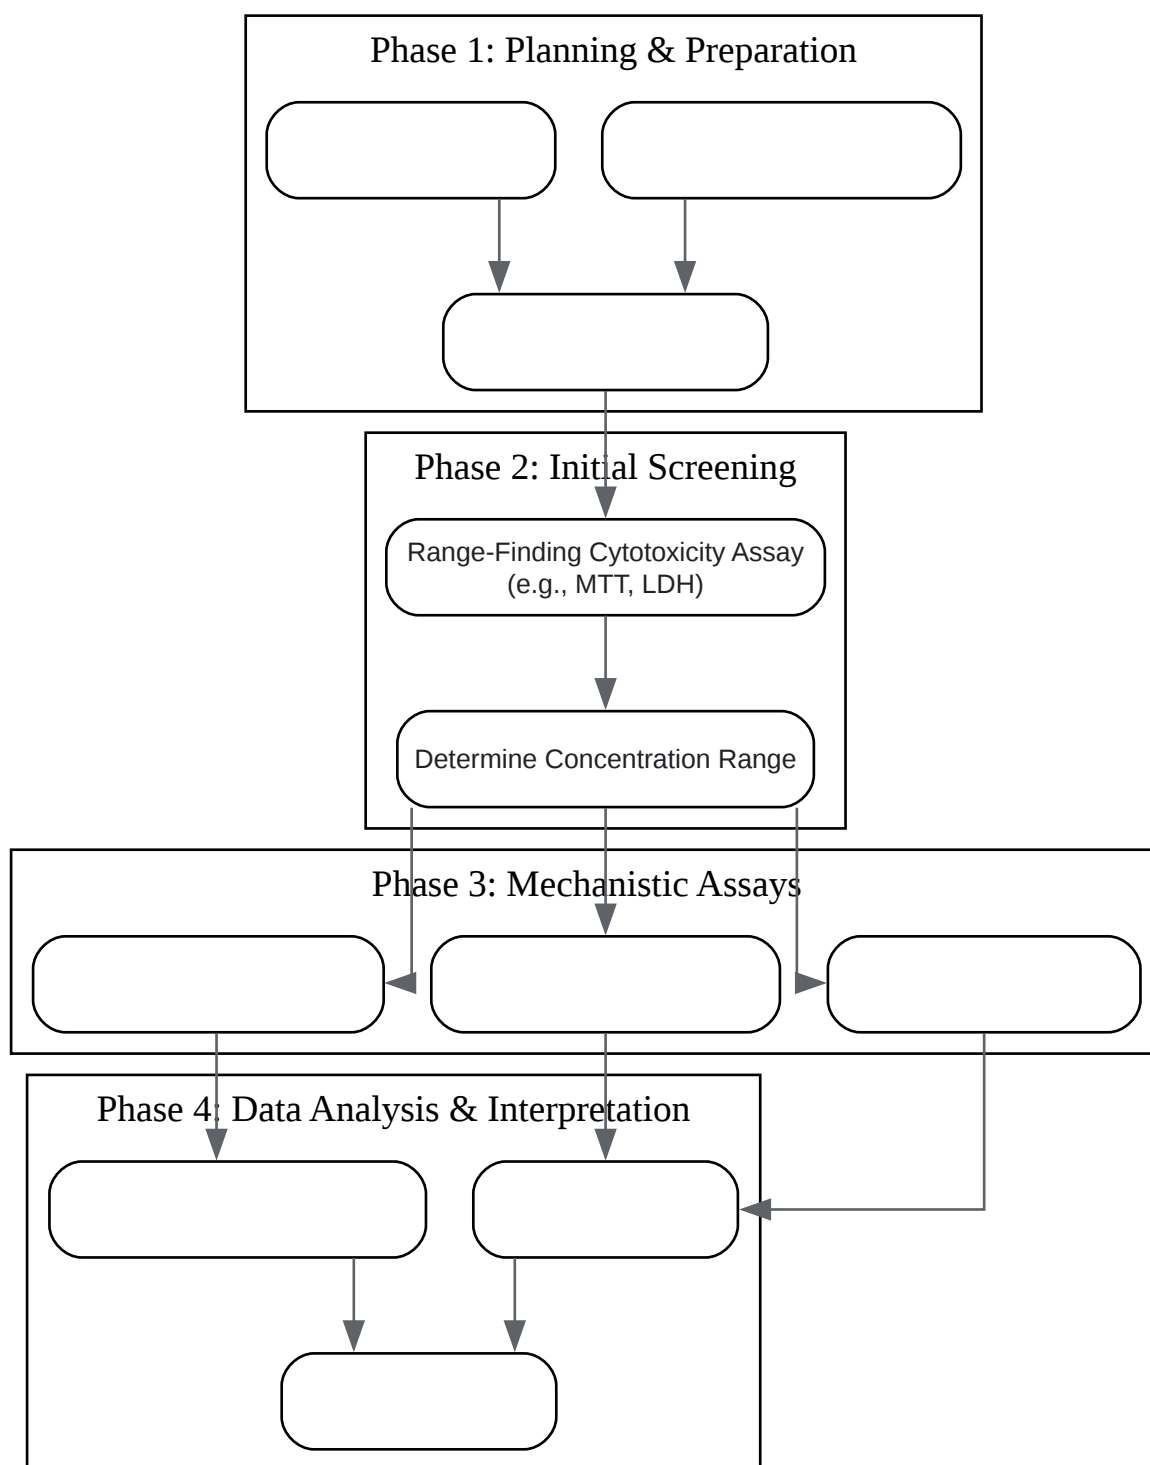 Phase 1: Planning & Preparation
Phase 2: Initial Screening
Range-Finding Cytotoxicity Assay
(e.g., MTT, LDH)
Determine Concentration Range
Phase 3: Mechanistic Assays
Phase 4: Data Analysis & Interpretation